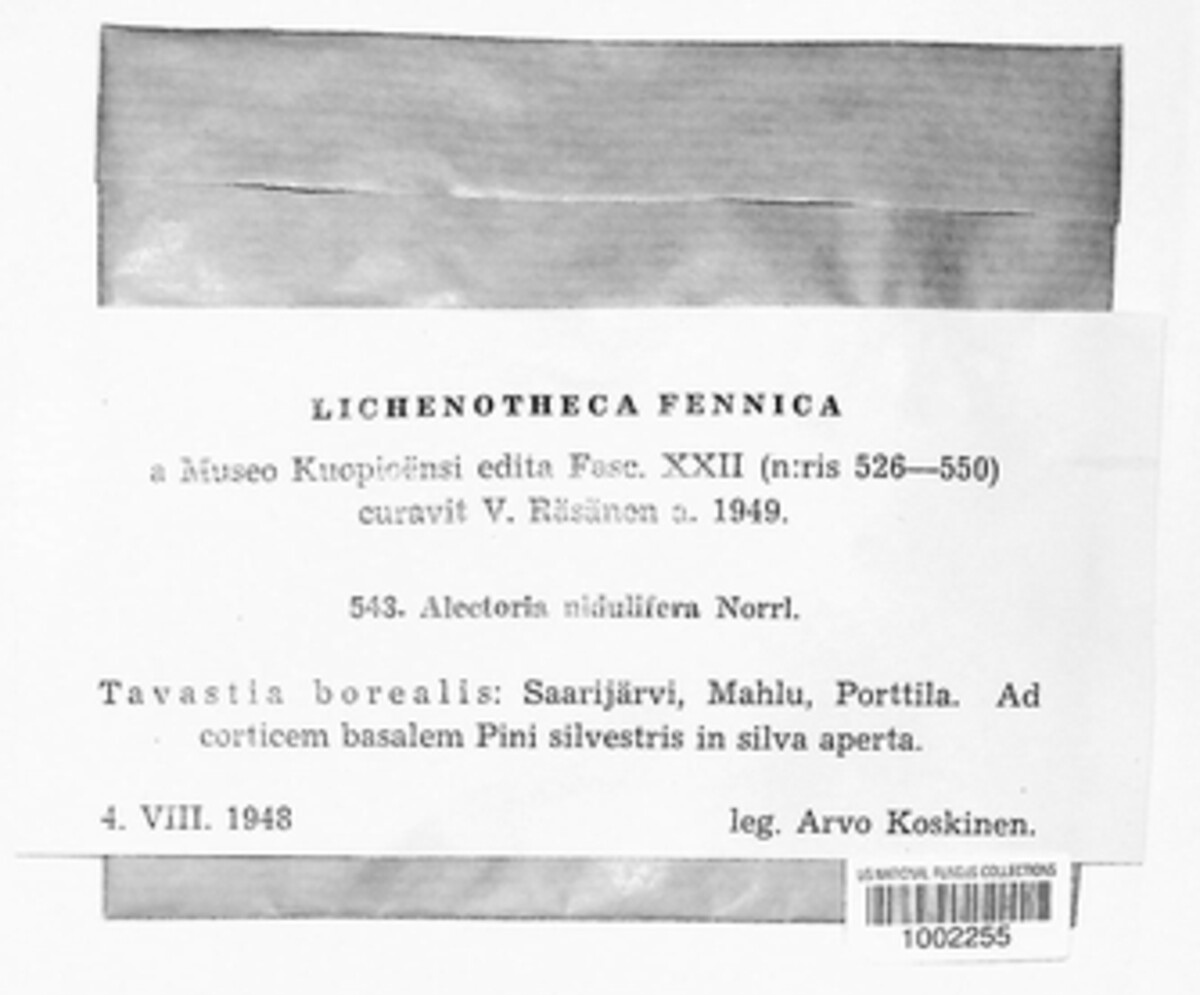 LICHENOTHECA FENNICA
a Museo Kuopioënsi edita Fasc. XXII (n:ris 526—550)
curavit V. Räsänen a. 1949.
543. Alectoria nidulifera Norrl.
Tavastia borealis: Saarijärvi, Mahlu, Porttila. Ad
corticem basalem Pini silvestris in silva aperta.
4. VIII. 1948
leg. Arvo Koskinen.
US NATIONAL FUNGUS COLLECTIONS
1002255